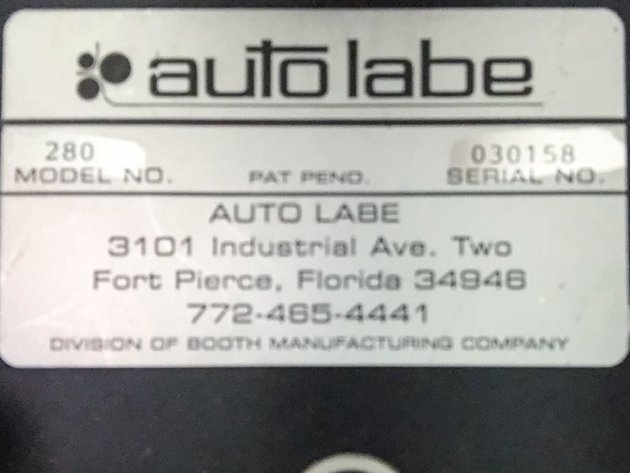 auto labe
280 030158
MODEL NO. PAT PEND. SERIAL NO.
AUTO LABE
3101 Industrial Ave. Two
Fort Pierce, Florida 34946
772-465-4441
DIVISION OF BOOTH MANUFACTURING COMPANY